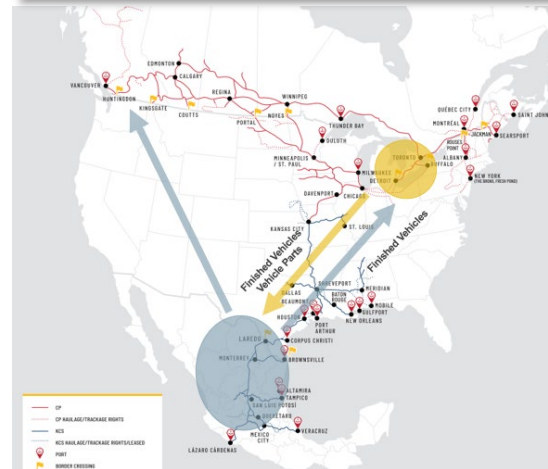 EDMONTON
CALGARY
VANCOUVER
HUNTINGDON
KINGSGATE
COUTTS
REGINA
WINNIPEG
PORTAL
NOYES
THUNDER BAY
DULUTH
MINNEAPOLIS
/ ST. PAUL
MILWAUKEE
DAVENPORT
CHICAGO
QUÉBEC CITY
MONTRÉAL
SAINT JOHN
JACKMAN
SEARSPORT
ROUSES
POINT
ALBANY
TORONTO
BUFFALO
DETROIT
NEW YORK
KANSAS CITY
ST. LOUIS
Finished Vehicles
Vehicle Parts
Finished Vehicles
DALLAS
SHREVEPORT
MERIDIAN
BEAUMONT
BATON
ROUGE
MOBILE
GULFPORT
NEW ORLEANS
HOUSTON
PORT
ARTHUR
LAREDO
CORPUS CHRISTI
MONTERREY
BROWNSVILLE
ALTAMIRA
TAMPICO
SAN LUIS POTOSÍ
QUERÉTARO
MEXICO
CITY
VERACRUZ
LÁZARO CÁRDENAS
CP
CP HAULAGE/TRACKAGE RIGHTS
KCS
KCS HAULAGE/TRACKAGE RIGHTS/LEASED
PORT
BORDER CROSSING